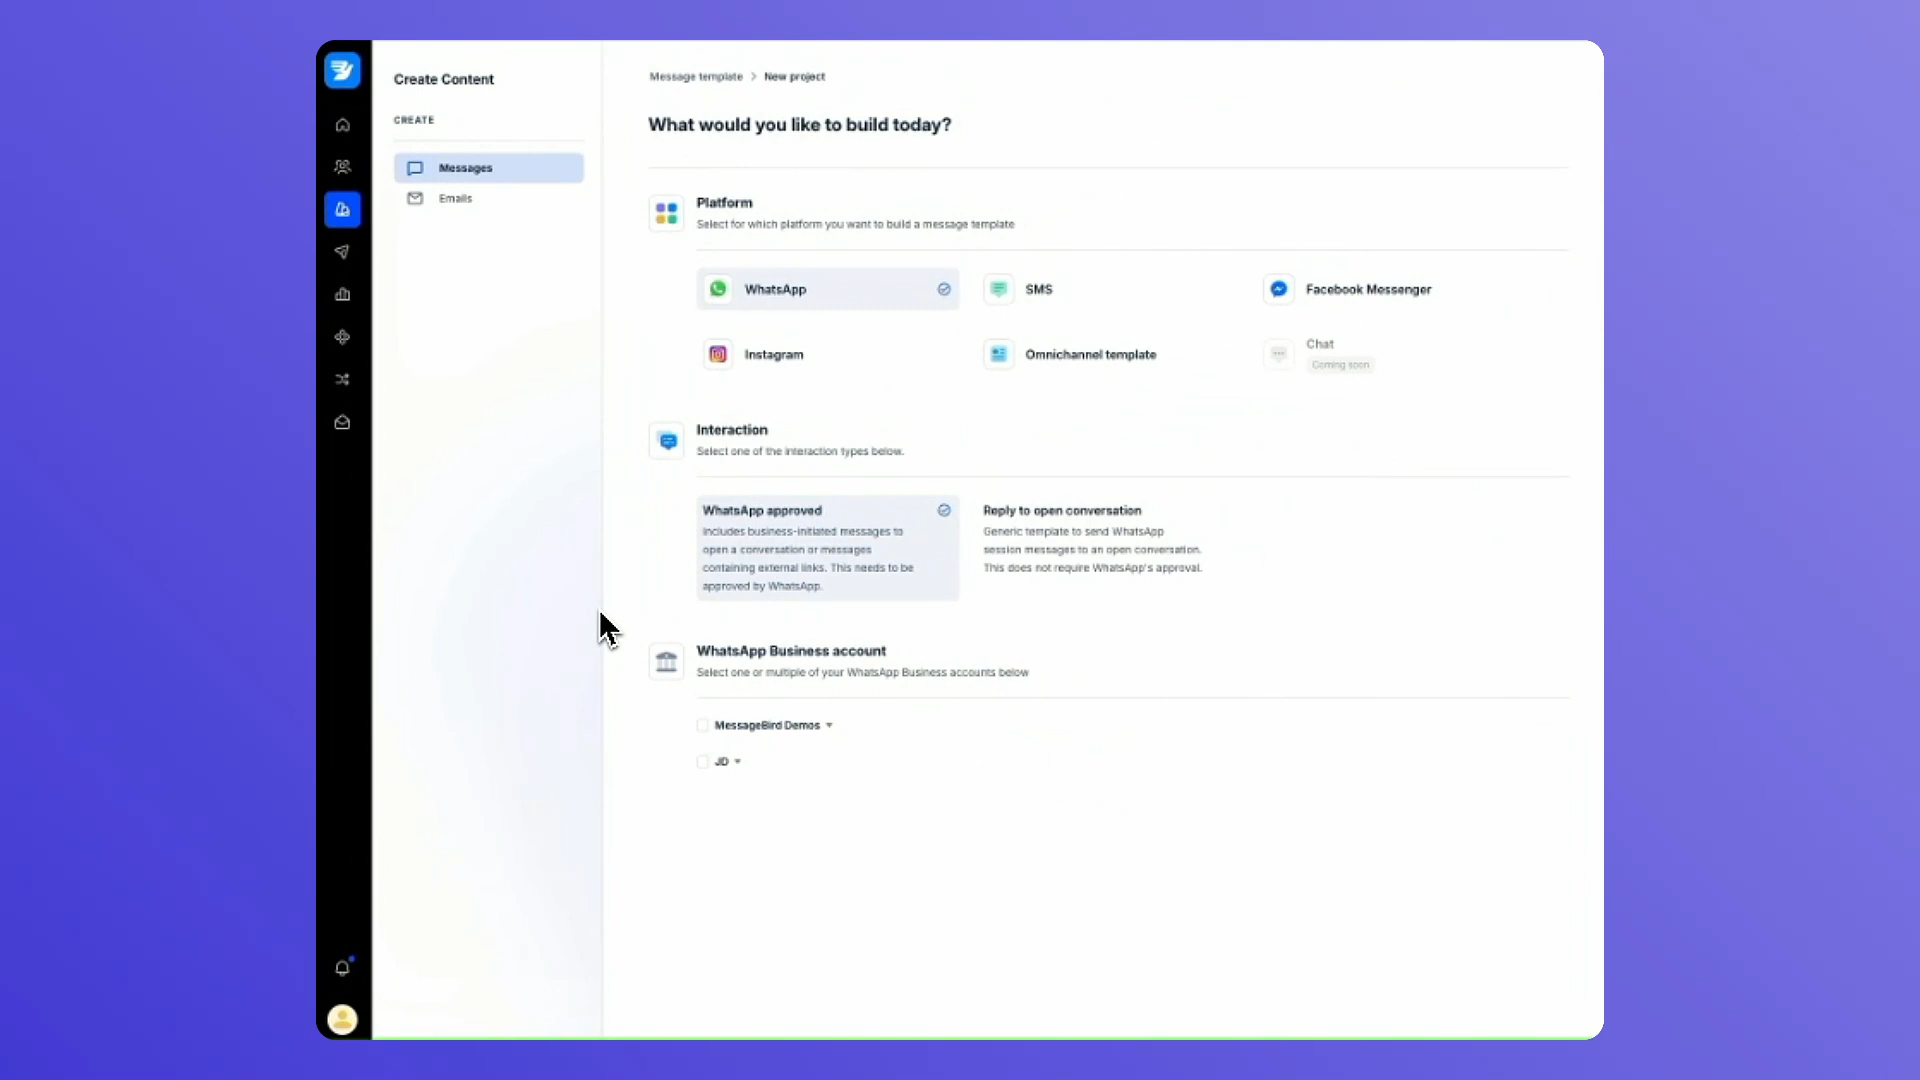 Create Content
CREATE
Messages
Emails
Message template > New project
What would you like to build today?
Platform
Select for which platform you want to build a message template
WhatsApp
SMS
Facebook Messenger
Instagram
Omnichannel template
Chat
Coming soon
Interaction
Select one of the interaction types below.
WhatsApp approved
Includes business-initiated messages to
open a conversation or messages
containing external links. This needs to be
approved by WhatsApp.
Reply to open conversation
Generic template to send WhatsApp
session messages to an open conversation.
This does not require WhatsApp's approval.
WhatsApp Business account
Select one or multiple of your WhatsApp Business accounts below
MessageBird Demos
JD